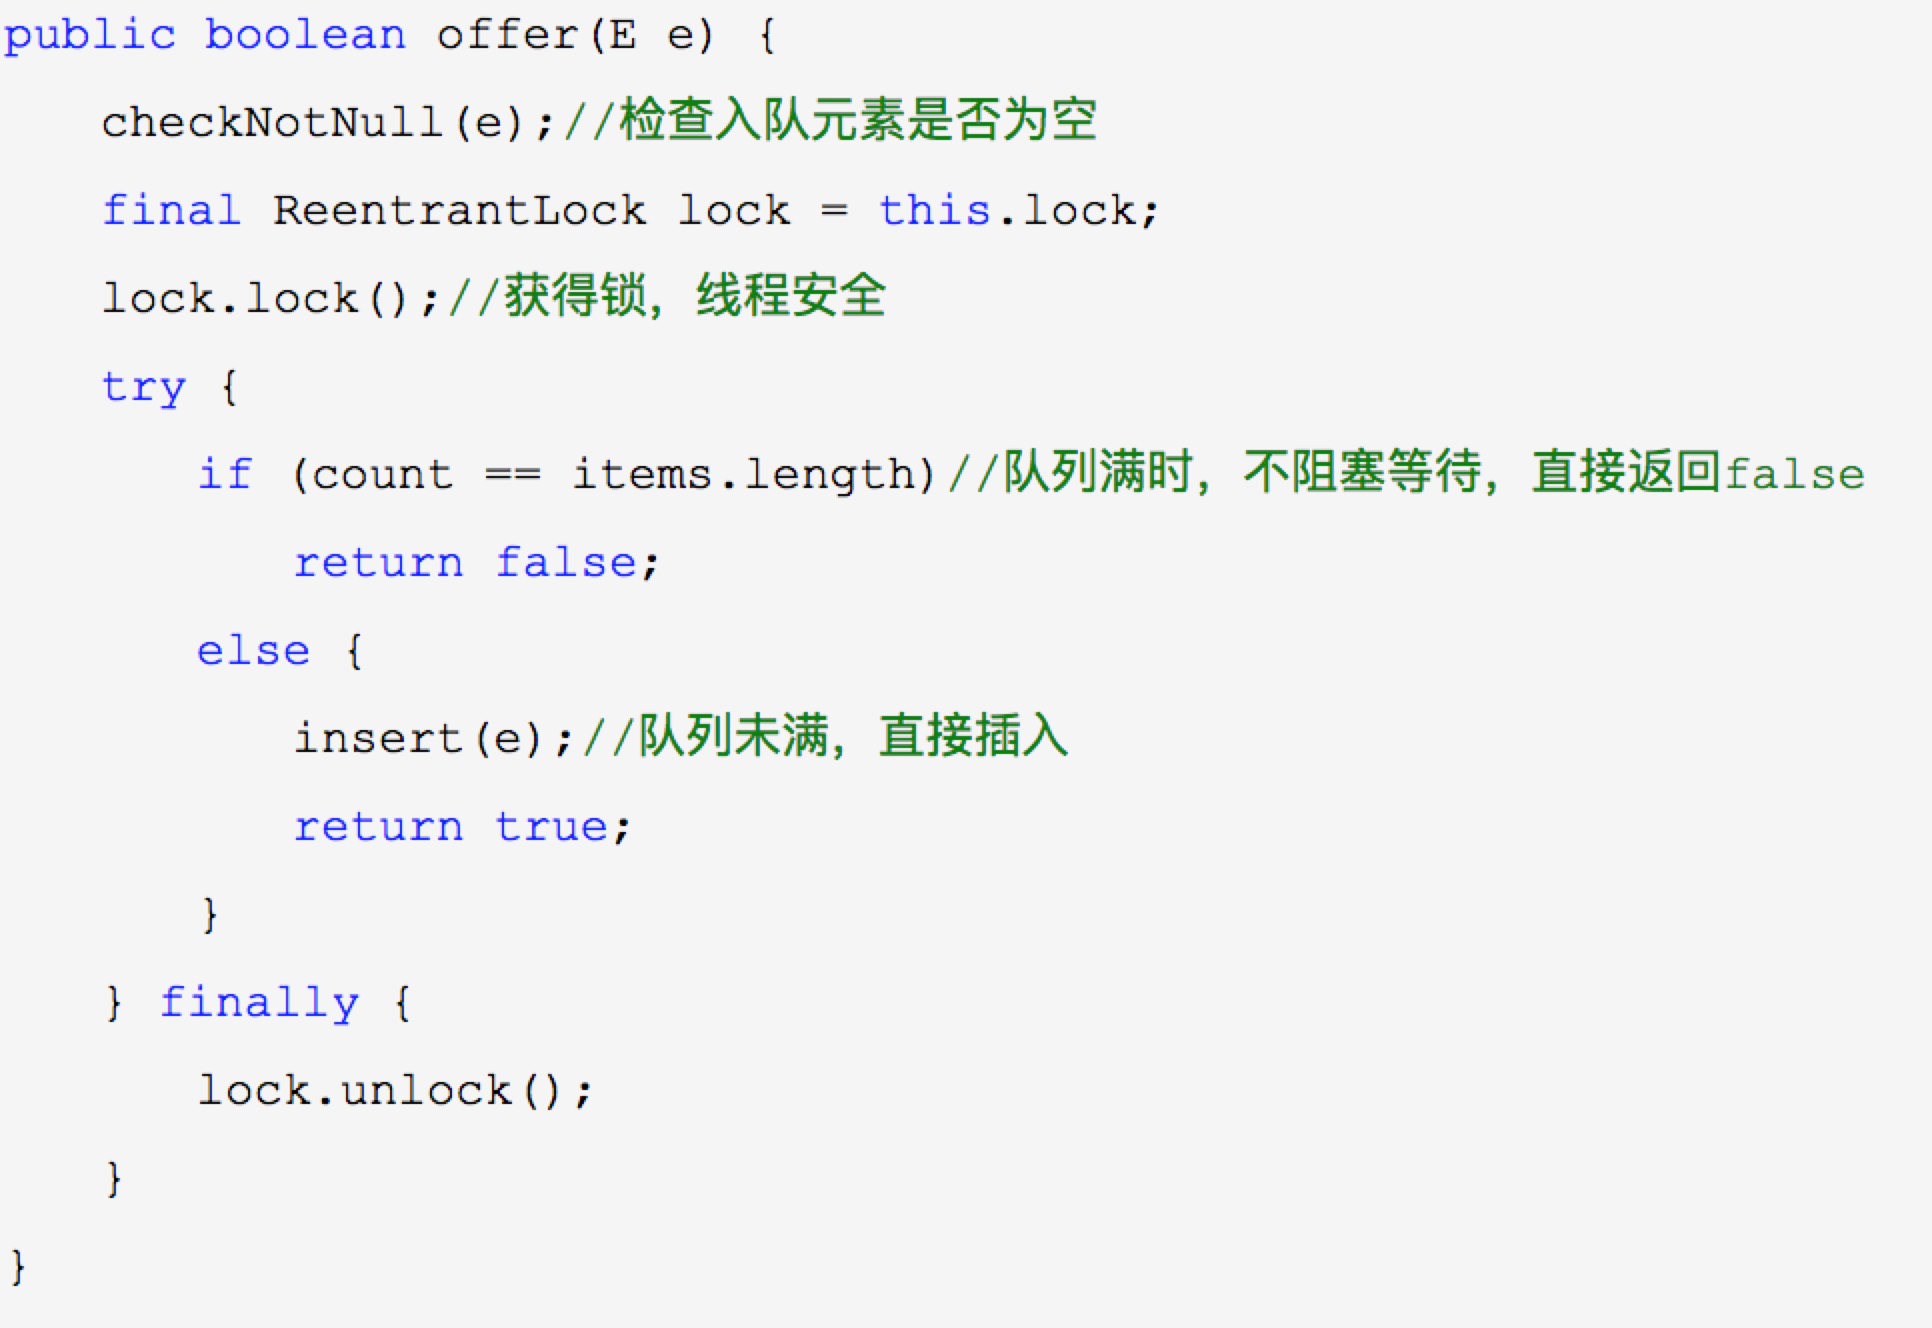 public boolean offer(E e) {
    checkNotNull(e);//检查入队元素是否为空
    final ReentrantLock lock = this.lock;
    lock.lock();//获得锁，线程安全
    try {
        if (count == items.length)//队列满时，不阻塞等待，直接返回false
            return false;
        else {
            insert(e);//队列未满，直接插入
            return true;
        }
    } finally {
        lock.unlock();
    }
}